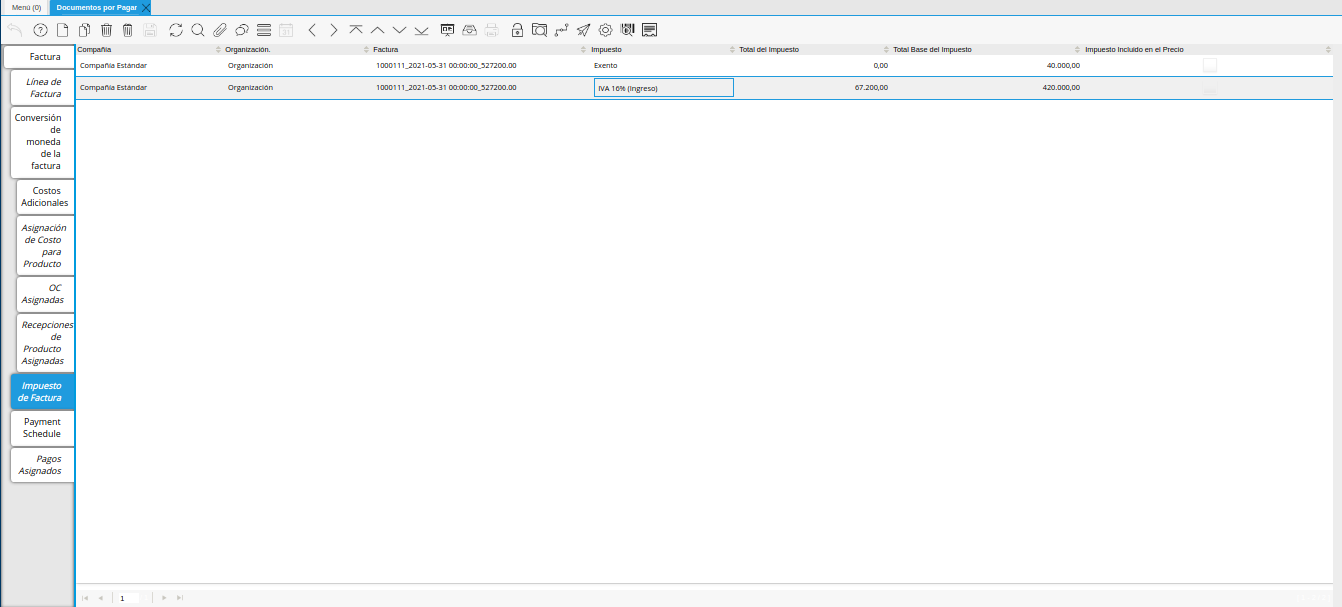 Menú (0) Documentos por Pagar
Factura
Línea de
Factura
Conversión
de
moneda
de la
factura
Costos
Adicionales
Asignación
de Costo
para
Producto
OC
Asignadas
Recepciones
de
Producto
Asignadas
Impuesto
de Factura
Payment
Schedule
Pagos
Asignados
Compañía Organización. Factura Impuesto Total del Impuesto Total Base del Impuesto Impuesto Incluido en el Precio
Compañía Estándar Organización 1000111_2021-05-31 00:00:00_527200.00 Exento 0,00 40.000,00
Compañía Estándar Organización 1000111_2021-05-31 00:00:00_527200.00 IVA 16% (Ingreso) 67.200,00 420.000,00
1